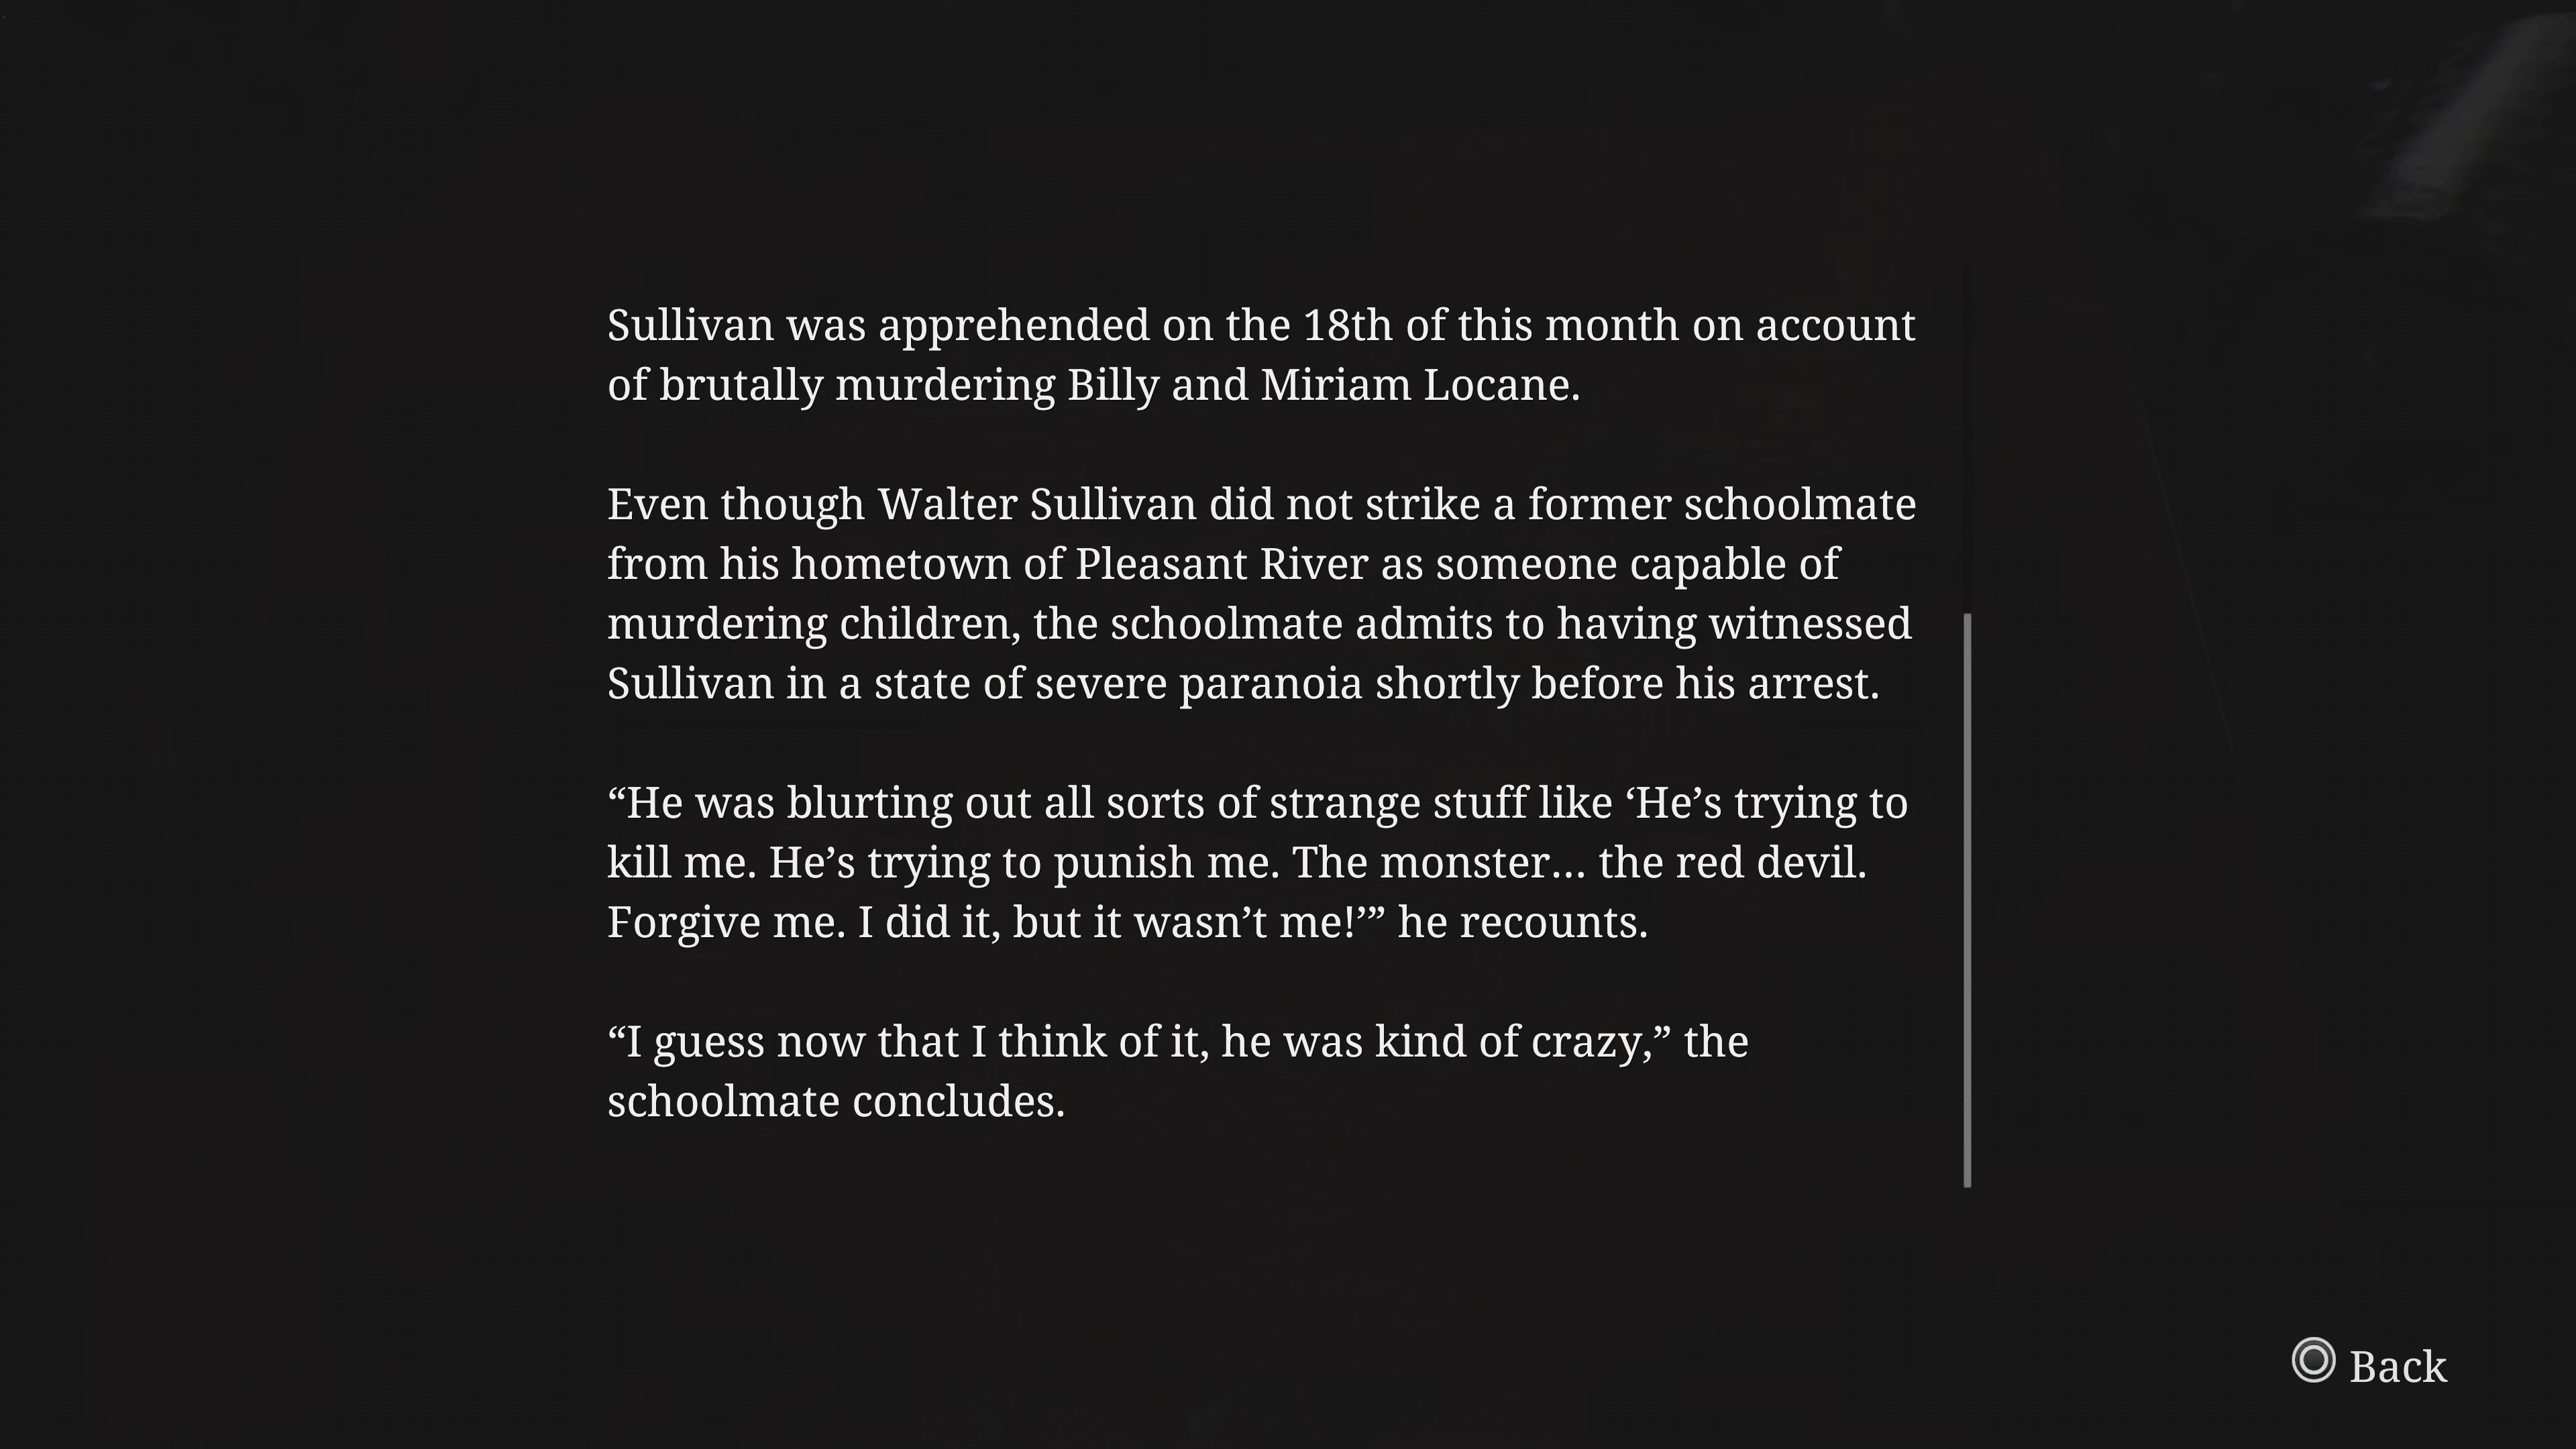 Sullivan was apprehended on the 18th of this month on account
of brutally murdering Billy and Miriam Locane.
Even though Walter Sullivan did not strike a former schoolmate
from his hometown of Pleasant River as someone capable of
murdering children, the schoolmate admits to having witnessed
Sullivan in a state of severe paranoia shortly before his arrest.
“He was blurting out all sorts of strange stuff like ‘He’s trying to
kill me. He’s trying to punish me. The monster… the red devil.
Forgive me. I did it, but it wasn’t me!’” he recounts.
“I guess now that I think of it, he was kind of crazy,” the
schoolmate concludes.
Back